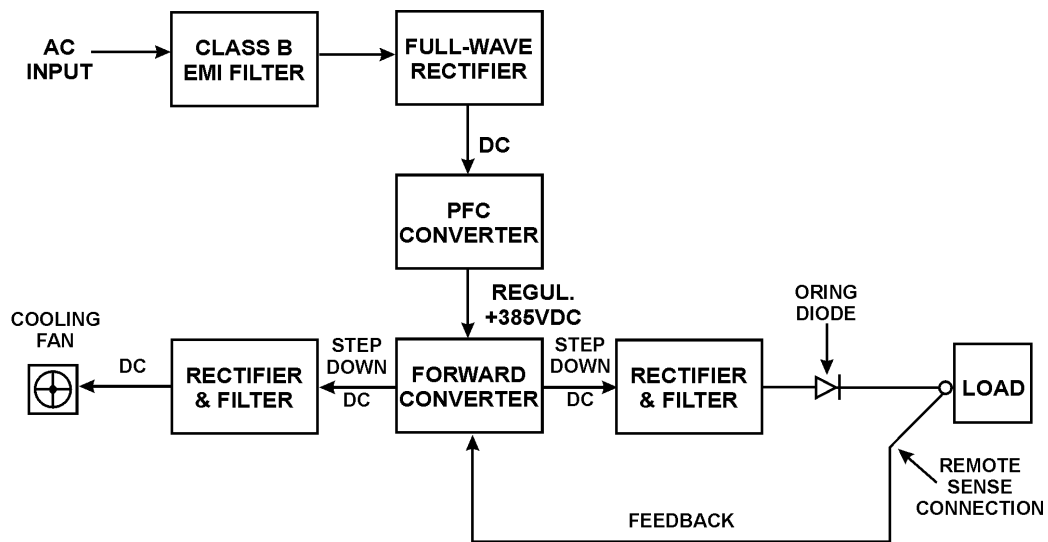 AC
INPUT
CLASS B
EMI FILTER
FULL-WAVE
RECTIFIER
DC
PFC
CONVERTER
REGUL.
+385VDC
ORING
DIODE
COOLING
FAN
DC
RECTIFIER
& FILTER
STEP
DOWN
DC
FORWARD
CONVERTER
STEP
DOWN
DC
RECTIFIER
& FILTER
LOAD
REMOTE
SENSE
CONNECTION
FEEDBACK